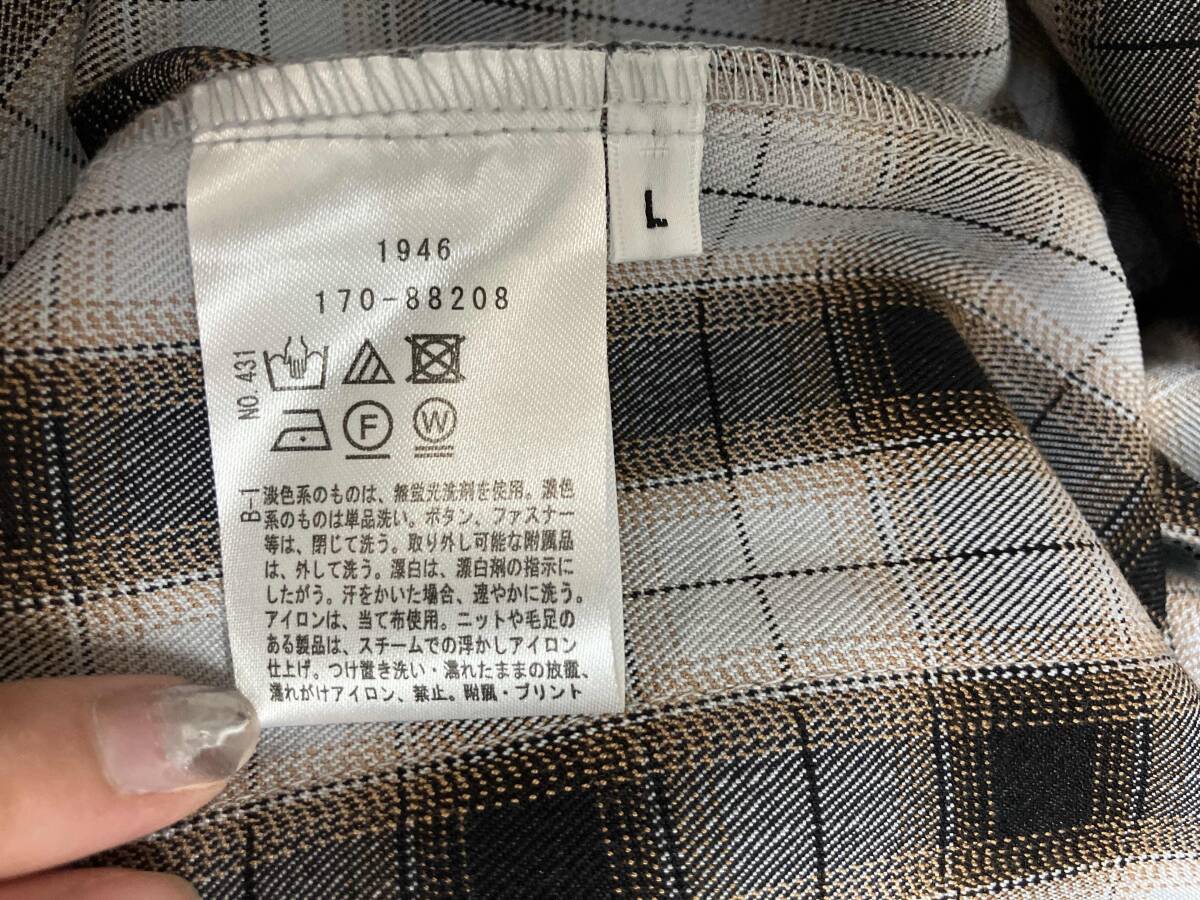 L
1946
170-88208
NO.431
F
W
B-1
淡色系のものは、無蛍光洗剤を使用。濃色
系のものは単品洗い。ボタン、ファスナー
等は、閉じて洗う。取り外し可能な附属品
は、外して洗う。漂白は、漂白剤の指示に
したがう。汗をかいた場合、速やかに洗う。
アイロンは、当て布使用。ニットや毛足の
ある製品は、スチームでの浮かしアイロン
仕上げ。つけ置き洗い・濡れたままの放置、
濡れがけアイロン、禁止。附属・プリント